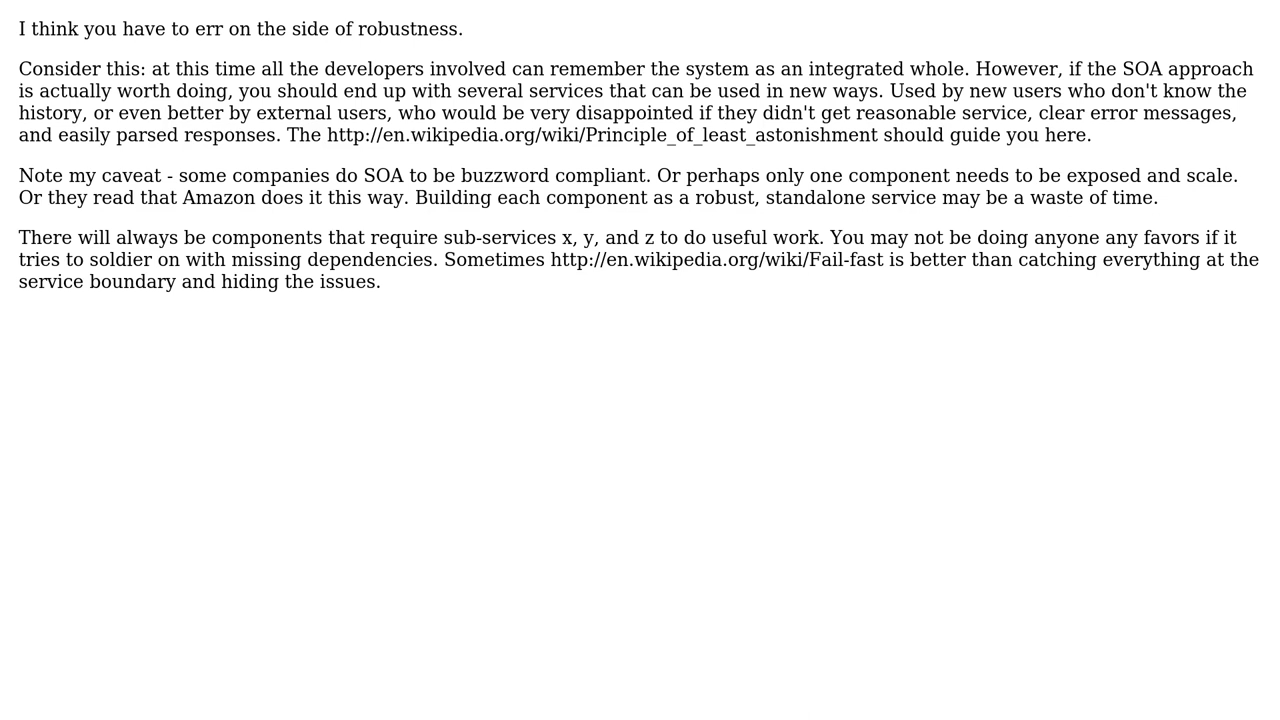 I think you have to err on the side of robustness.
Consider this: at this time all the developers involved can remember the system as an integrated whole. However, if the SOA approach
is actually worth doing, you should end up with several services that can be used in new ways. Used by new users who don't know the
history, or even better by external users, who would be very disappointed if they didn't get reasonable service, clear error messages,
and easily parsed responses. The http://en.wikipedia.org/wiki/Principle_of_least_astonishment should guide you here.
Note my caveat - some companies do SOA to be buzzword compliant. Or perhaps only one component needs to be exposed and scale.
Or they read that Amazon does it this way. Building each component as a robust, standalone service may be a waste of time.
There will always be components that require sub-services x, y, and z to do useful work. You may not be doing anyone any favors if it
tries to soldier on with missing dependencies. Sometimes http://en.wikipedia.org/wiki/Fail-fast is better than catching everything at the
service boundary and hiding the issues.